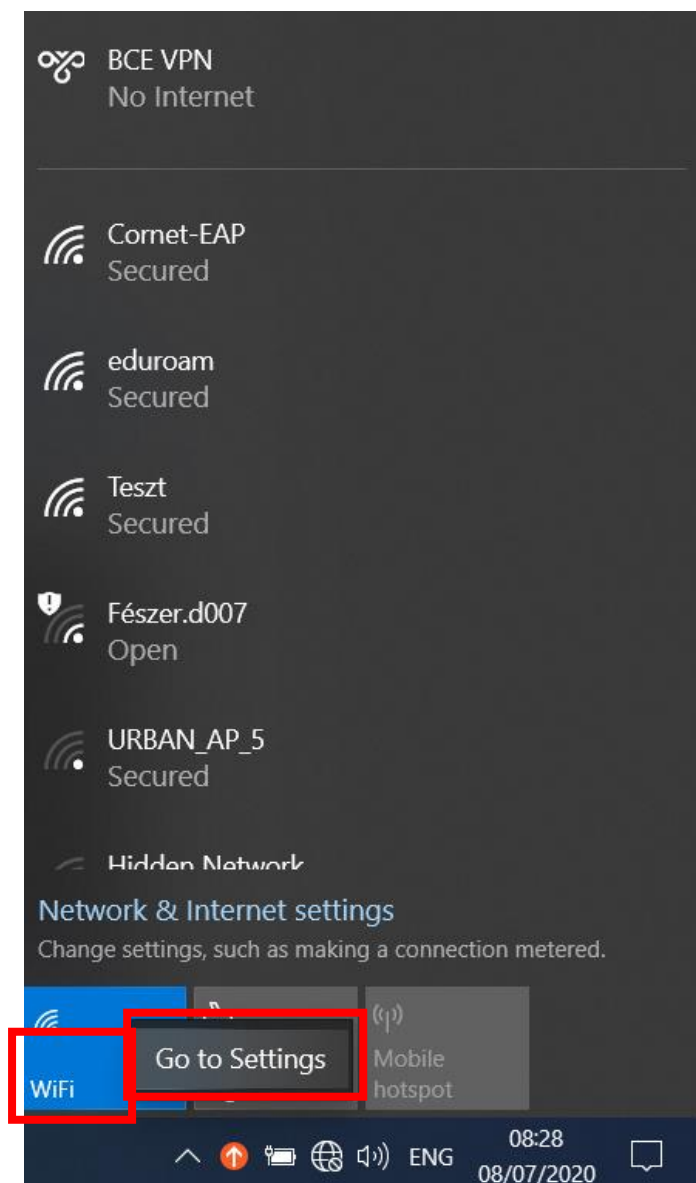 BCE VPN
No Internet
Cornet-EAP
Secured
eduroam
Secured
Teszt
Secured
Fészer.d007
Open
URBAN_AP_5
Secured
Hidden Network
Network & Internet settings
Change settings, such as making a connection metered.
Go to Settings
WiFi
Mobile
hotspot
ENG
08:28
08/07/2020